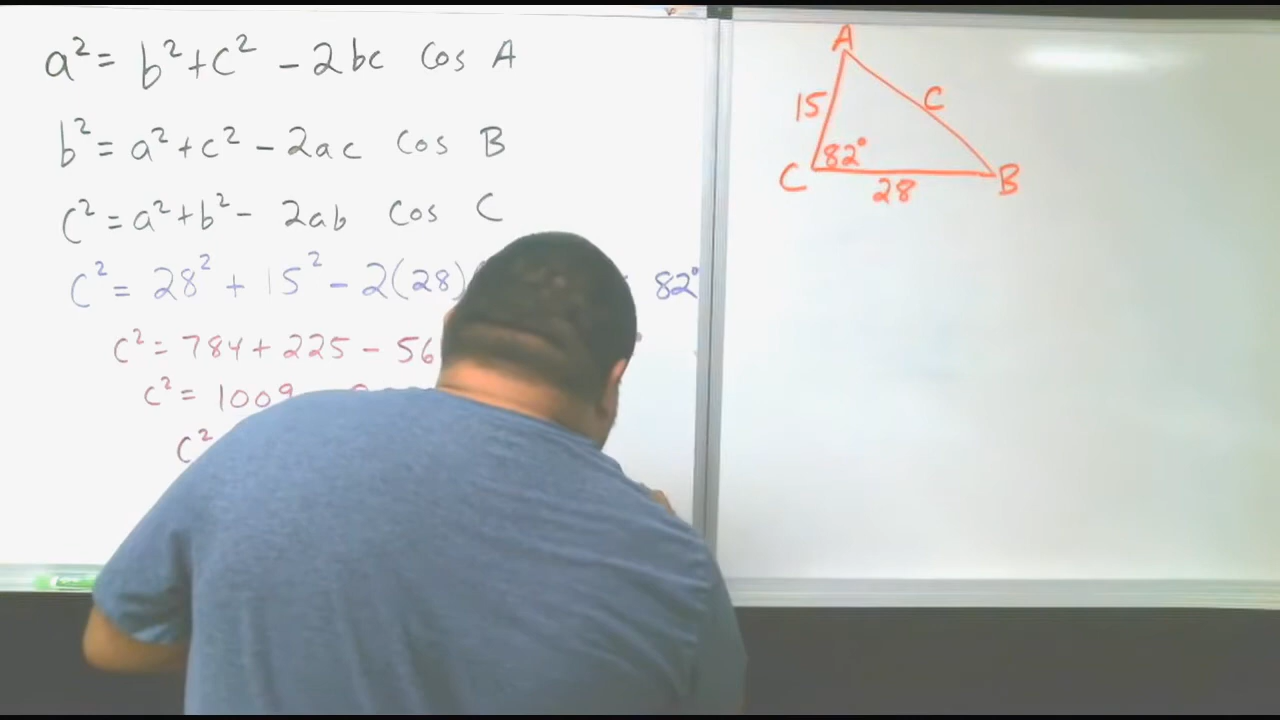 a² = b² + c² - 2bc cos A
b² = a² + c² - 2ac cos B
c² = a² + b² - 2ab cos C
c² = 28² + 15² - 2(28) 82°
c² = 784 + 225 - 56
c² = 1009
c²
A
15
c
82°
C
28
B